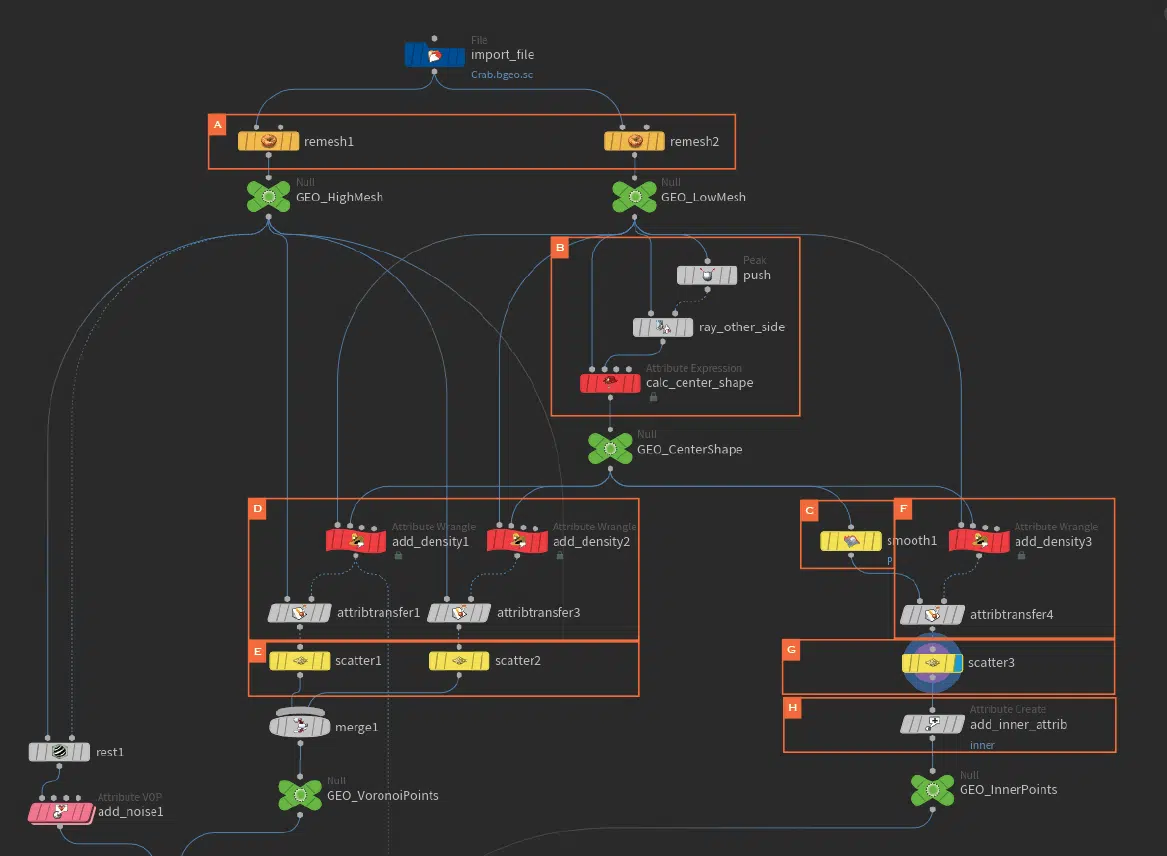 File
import_file
Crab.bgeo.sc
A
remesh1
remesh2
Null
GEO_HighMesh
Null
GEO_LowMesh
B
Peak
push
ray_other_side
Attribute Expression
calc_center_shape
Null
GEO_CenterShape
D
Attribute Wrangle
add_density1
Attribute Wrangle
add_density2
C
smooth1
P
F
Attribute Wrangle
add_density3
attribtransfer1
attribtransfer3
attribtransfer4
E
scatter1
scatter2
G
scatter3
H
Attribute Create
add_inner_attrib
inner
merge1
rest1
Null
GEO_VoronoiPoints
Null
GEO_InnerPoints
Attribute VOP
add_noise1